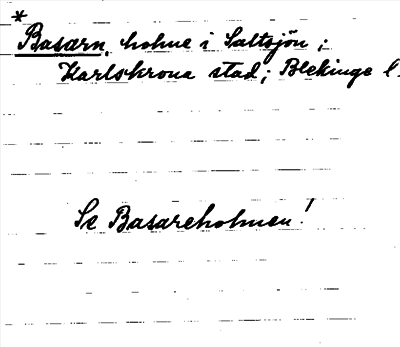 * Basarn, holme i Saltsjön;
Karlskrona stad; Blekinge l.
Se Basareholmen!